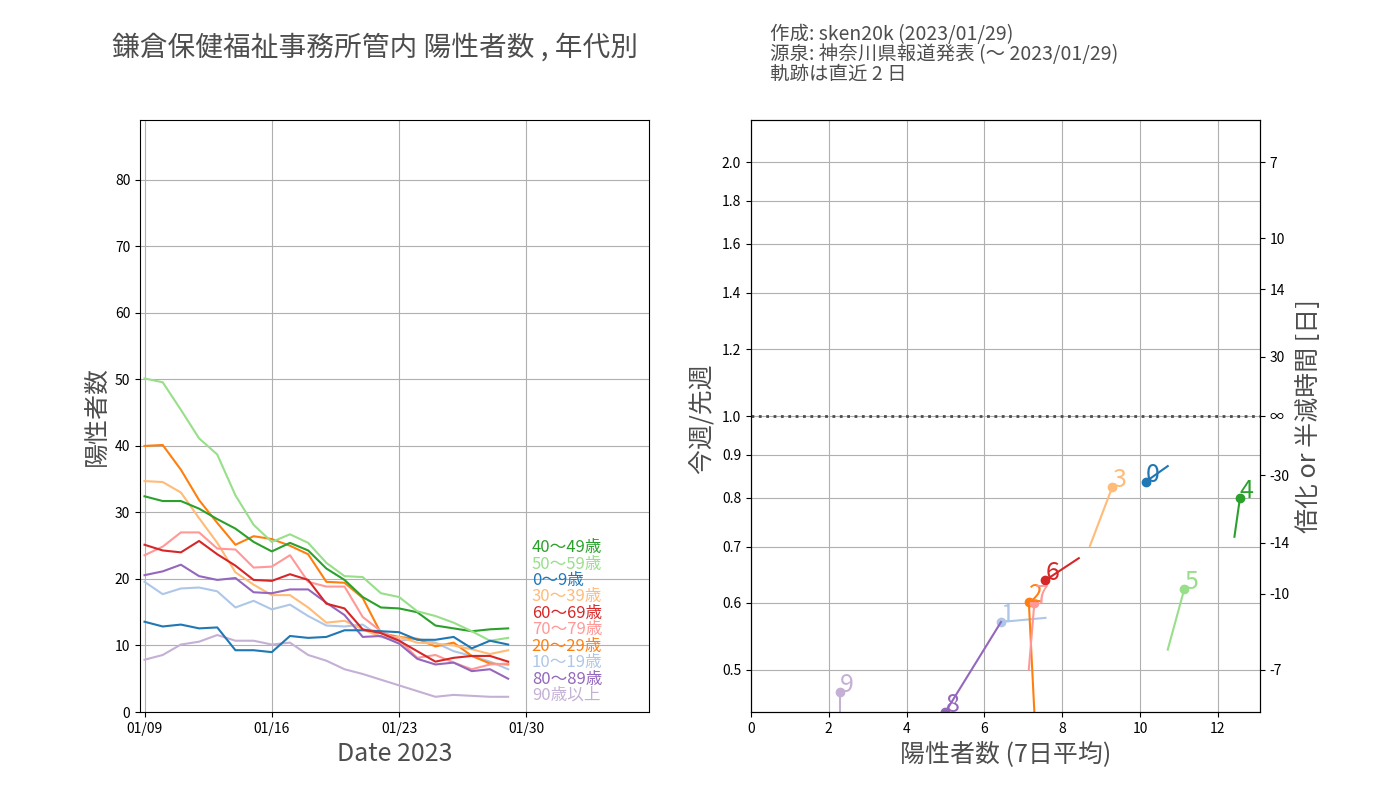 鎌倉保健福祉事務所管内 陽性者数 , 年代別
作成: sken20k (2023/01/29)
源泉: 神奈川県報道発表 (〜 2023/01/29)
軌跡は直近 2 日
陽性者数
80
70
60
50
40
30
20
10
0
01/09
01/16
01/23
01/30
Date 2023
40〜49歳
50〜59歳
0〜9歳
30〜39歳
60〜69歳
70〜79歳
20〜29歳
10〜19歳
80〜89歳
90歳以上
今週/先週
2.0
1.8
1.6
1.4
1.2
1.0
0.9
0.8
0.7
0.6
0.5
0
2
4
6
8
10
12
陽性者数 (7日平均)
3
0
4
6
5
2
7
1
9
8
7
10
14
30
∞
-30
-14
-10
-7
倍化 or 半減時間 [日]